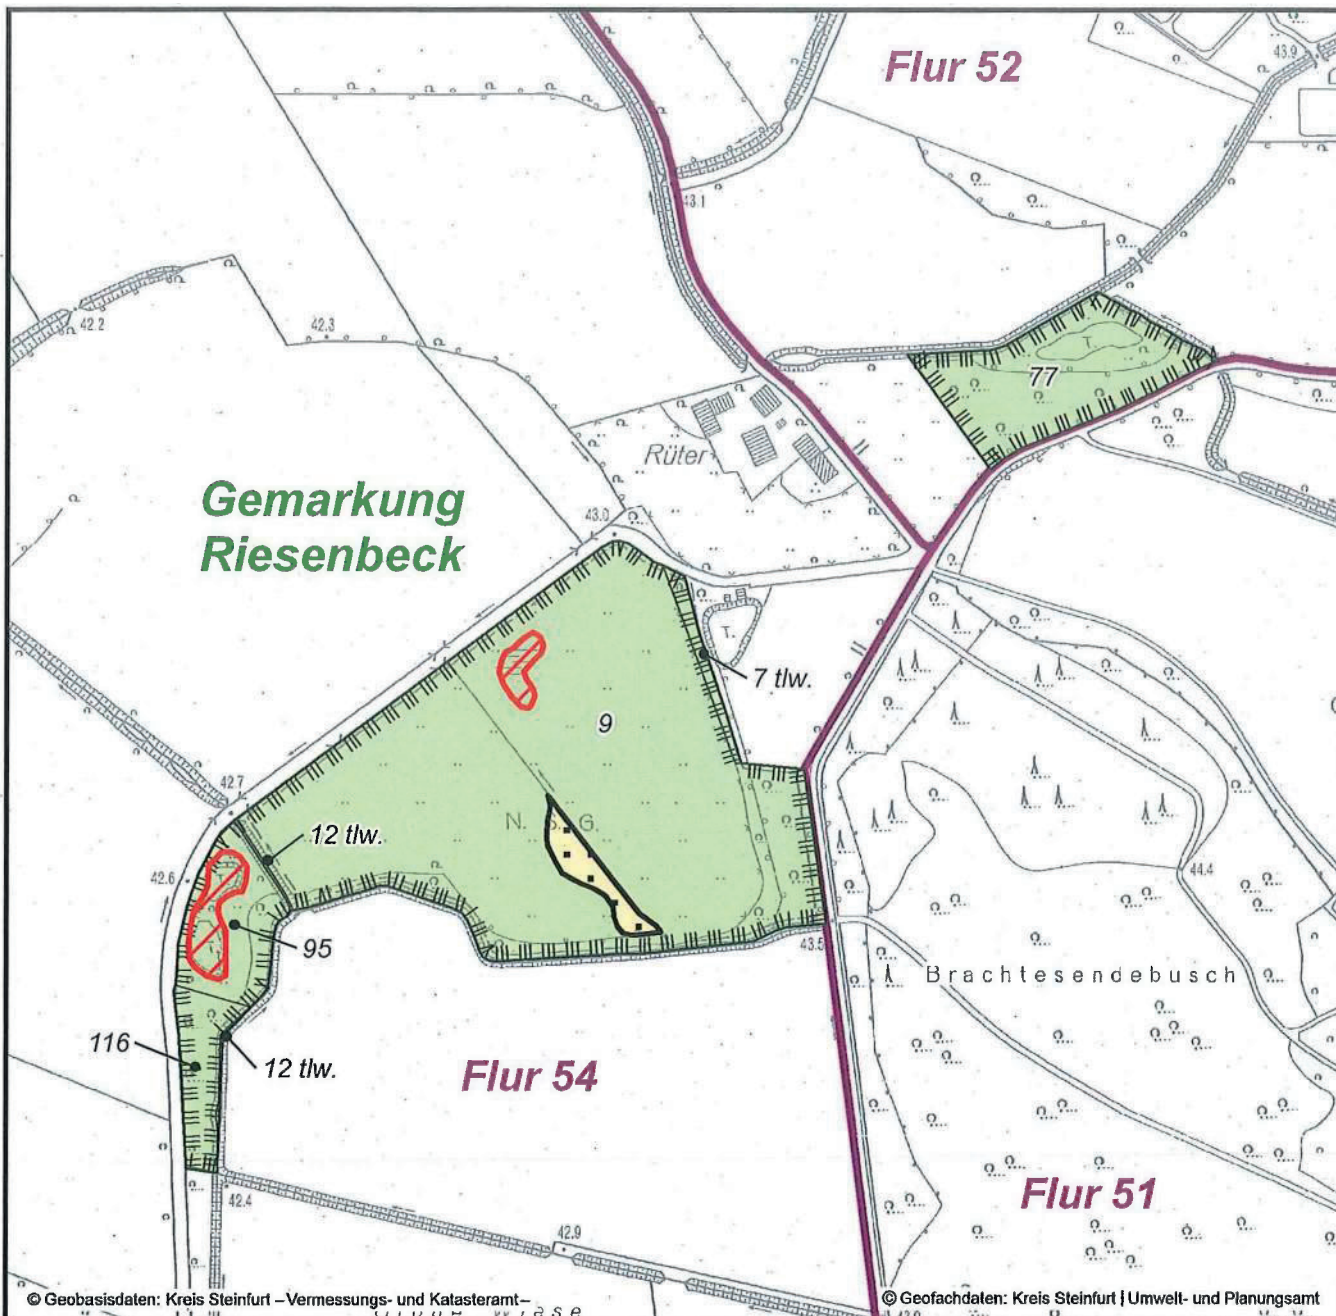 Flur 52
43.9
43.1
42.2
42.3
77
Rüter
Gemarkung
Riesenbeck
43.0
T.
T.
7 tlw.
9
42.7
N. S. G.
12 tlw.
42.6
44.4
95
43.5
Brachtesendebusch
116
12 tlw.
Flur 54
42.4
Flur 51
42.9
© Geobasisdaten: Kreis Steinfurt – Vermessungs- und Katasteramt–
© Geofachdaten: Kreis Steinfurt | Umwelt- und Planungsamt